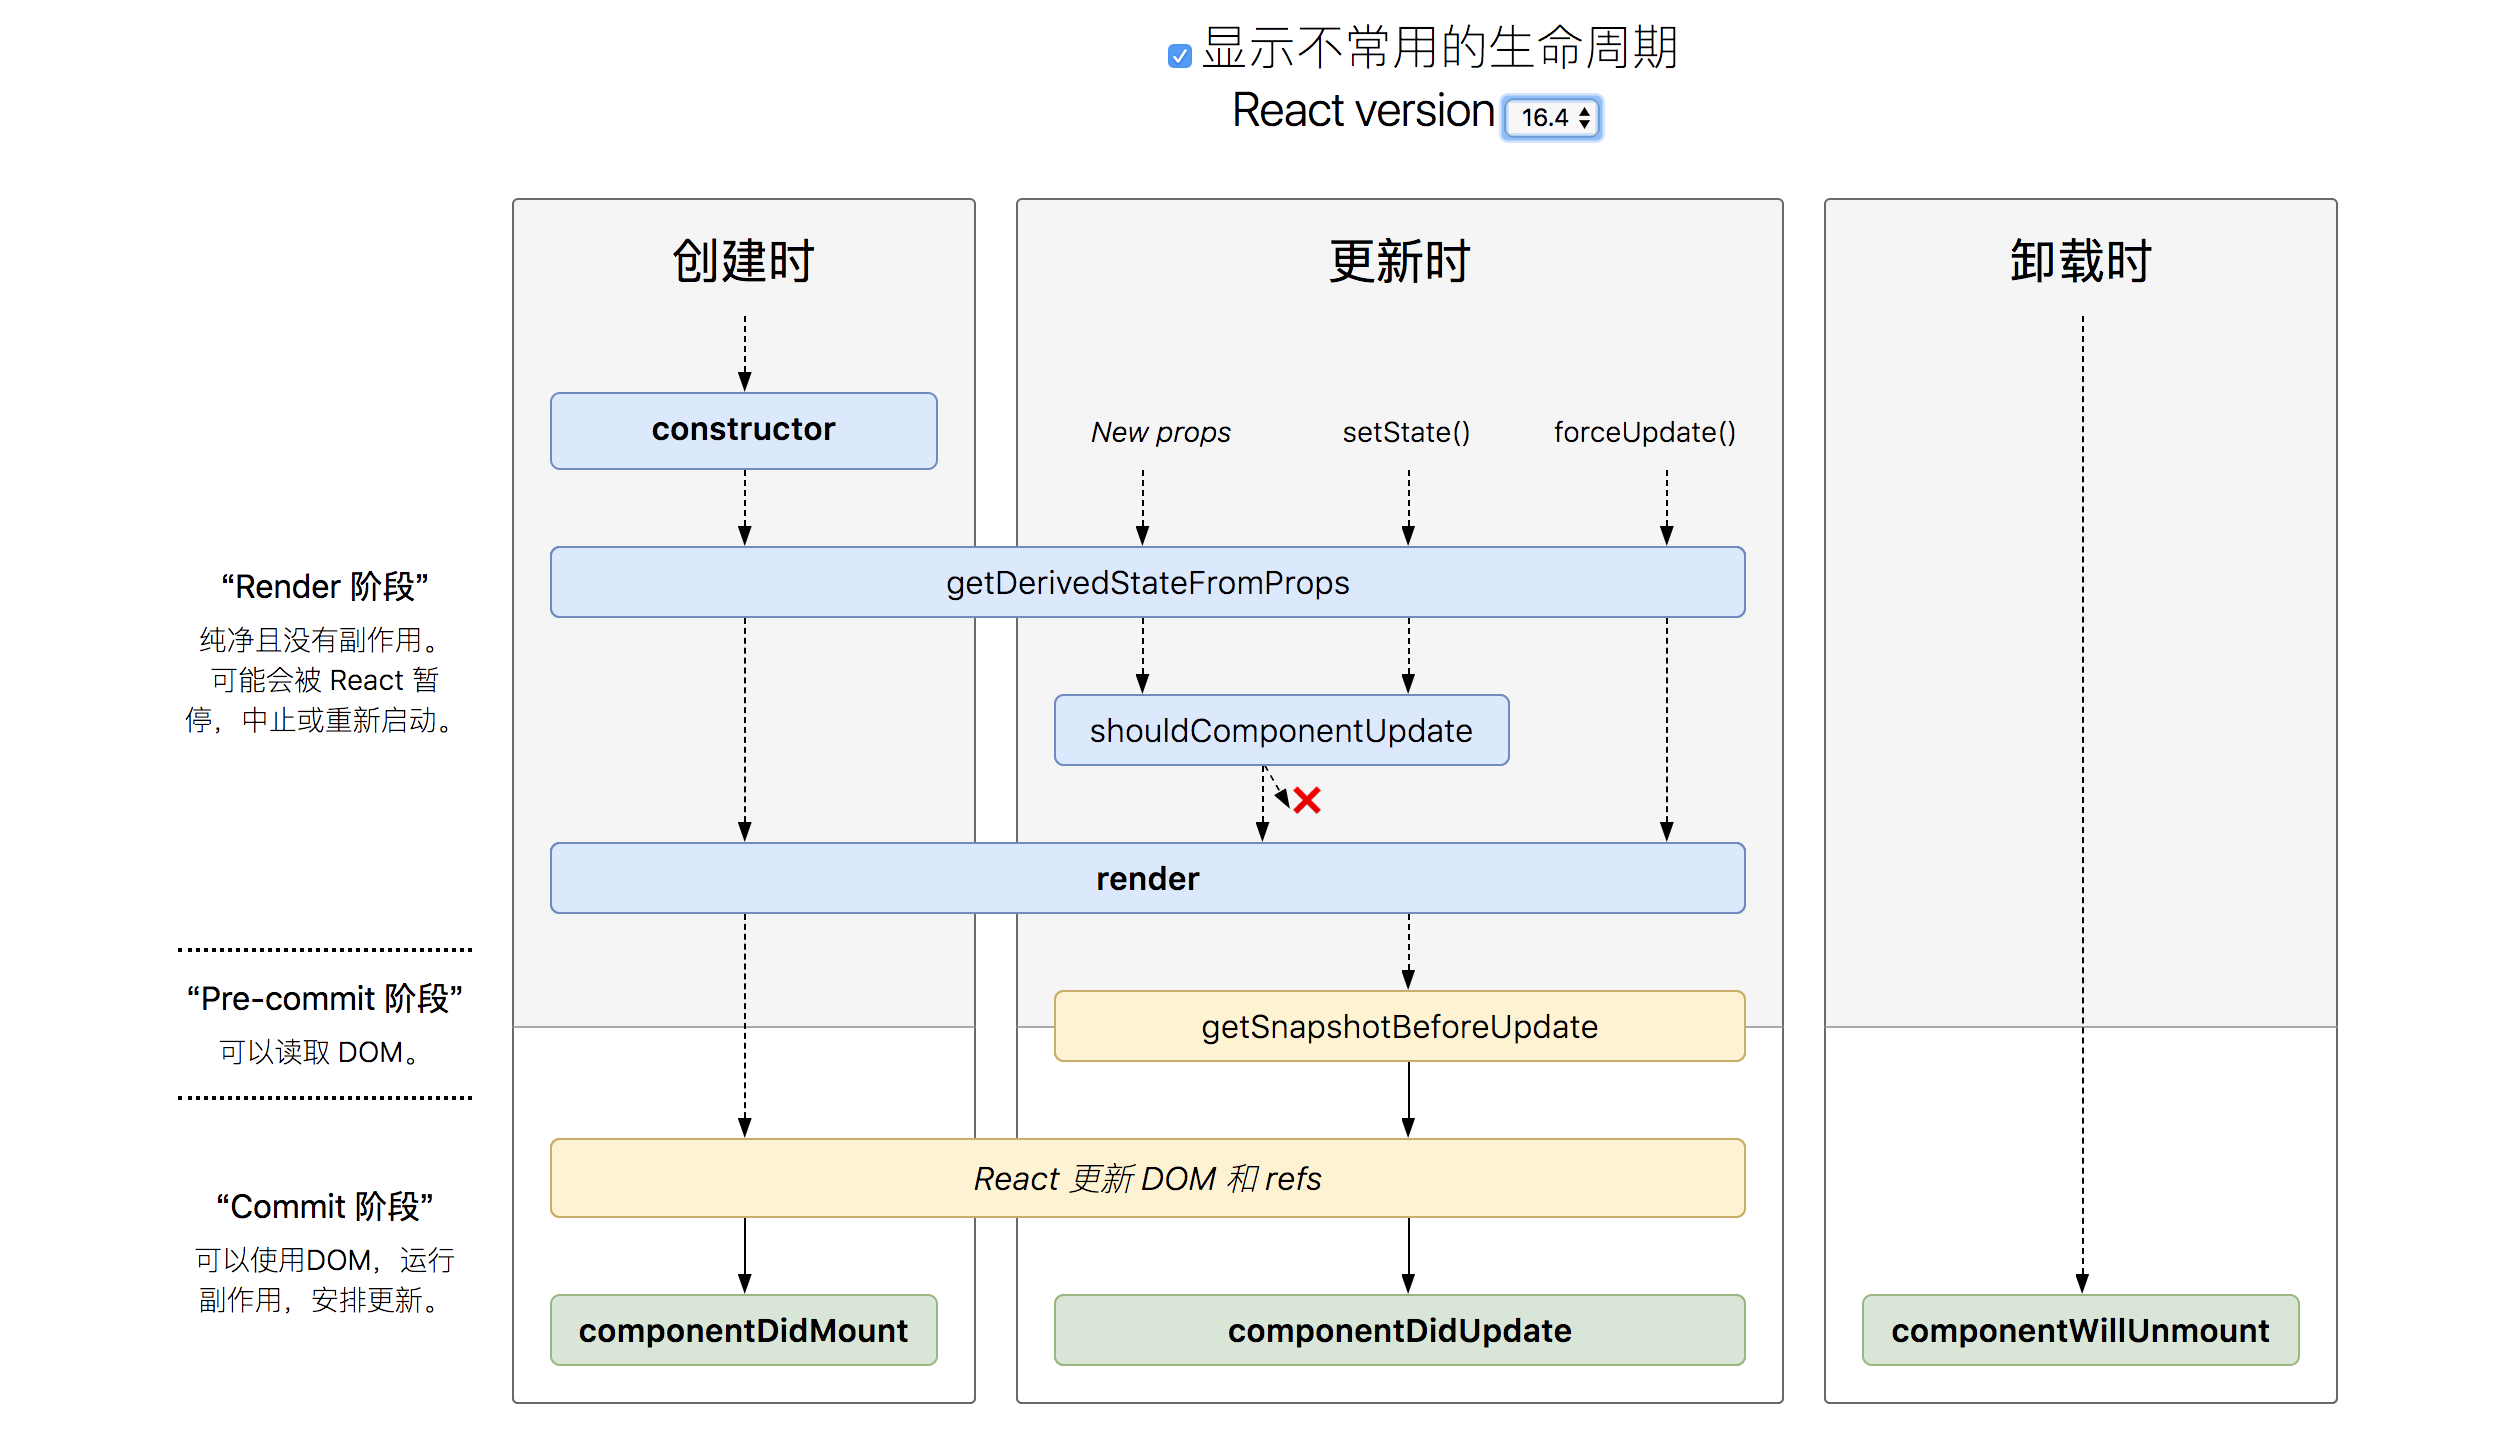 显示不常用的生命周期
React version 16.4
创建时
更新时
卸载时
constructor
New props
setState()
forceUpdate()
“Render 阶段”
纯净且没有副作用。
可能会被 React 暂
停，中止或重新启动。
getDerivedStateFromProps
shouldComponentUpdate
render
“Pre-commit 阶段”
可以读取 DOM。
getSnapshotBeforeUpdate
“Commit 阶段”
可以使用DOM，运行
副作用，安排更新。
React 更新 DOM 和 refs
componentDidMount
componentDidUpdate
componentWillUnmount